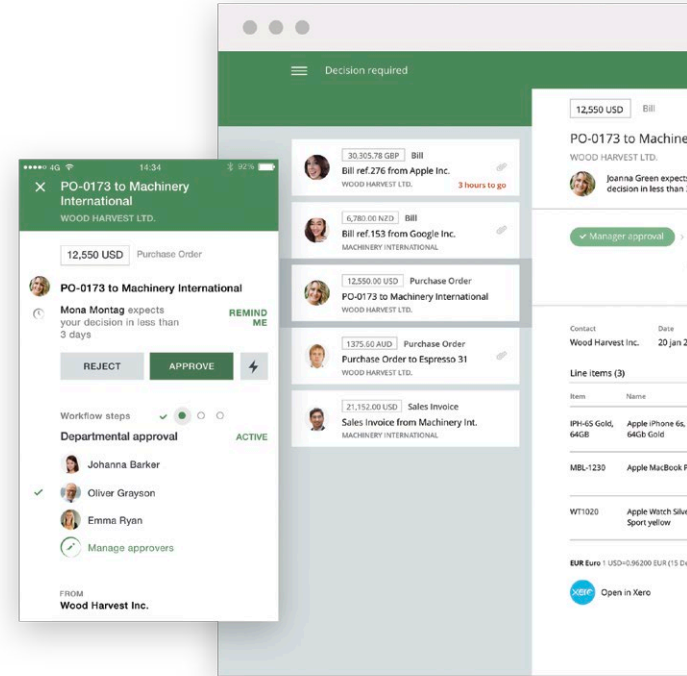 4G 14:34 92%
PO-0173 to Machinery
International
WOOD HARVEST LTD.
12,550 USD Purchase Order
PO-0173 to Machinery International
Mona Montag expects
your decision in less than
3 days
REMIND
ME
REJECT APPROVE
Workflow steps
Departmental approval ACTIVE
Johanna Barker
Oliver Grayson
Emma Ryan
Manage approvers
FROM
Wood Harvest Inc.
Decision required
30,305.78 GBP Bill
Bill ref.276 from Apple Inc.
WOOD HARVEST LTD. 3 hours to go
6,780.00 NZD Bill
Bill ref.153 from Google Inc.
MACHINERY INTERNATIONAL
12,550.00 USD Purchase Order
PO-0173 to Machinery International
WOOD HARVEST LTD.
1375.60 AUD Purchase Order
Purchase Order to Espresso 31
WOOD HARVEST LTD.
21,152.00 USD Sales Invoice
Sales Invoice from Machinery Int.
MACHINERY INTERNATIONAL
12,550 USD Bill
PO-0173 to Machine
WOOD HARVEST LTD.
Joanna Green expects
decision in less than
Manager approval
Contact Date
Wood Harvest Inc. 20 jan 2
Line items (3)
Item Name
IPH-6S Gold, Apple iPhone 6s,
64GB 64Gb Gold
MBL-1230 Apple MacBook P
WT1020 Apple Watch Silve
Sport yellow
EUR Euro 1 USD=0.96200 EUR (15 De
xero Open in Xero